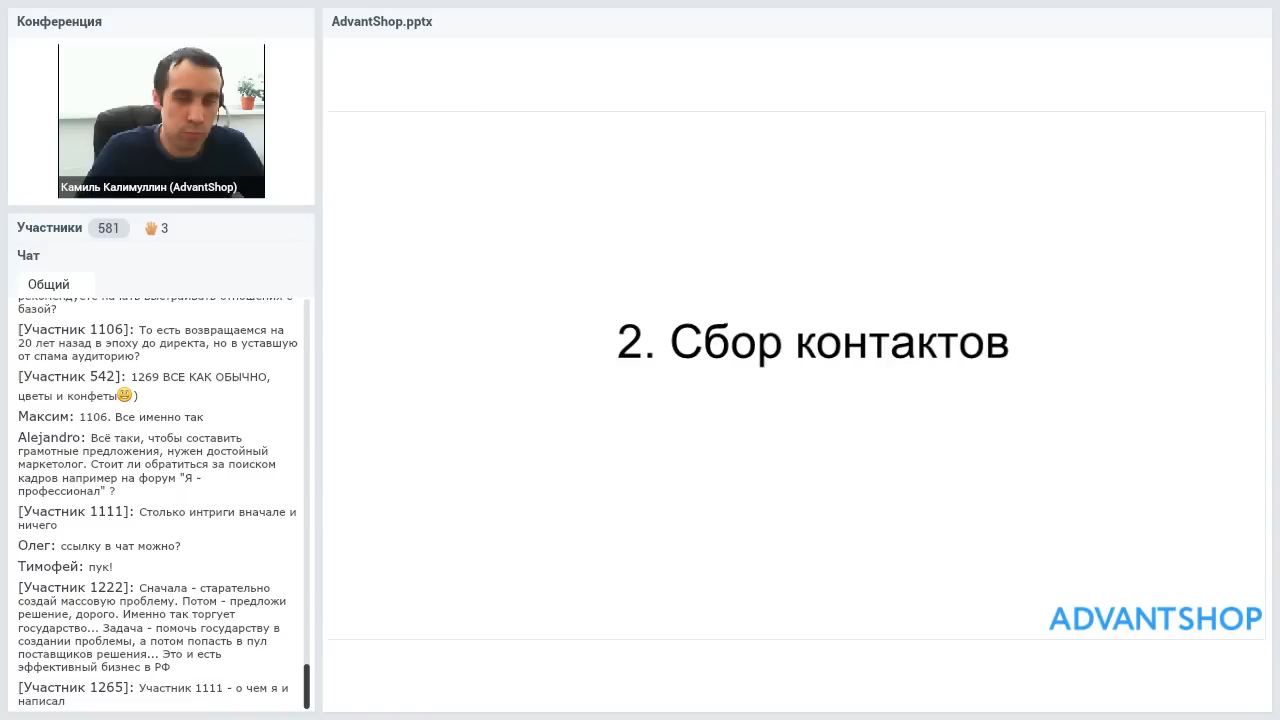 Конференция
AdvantShop.pptx
Камиль Калимуллин (AdvantShop)
Участники 581 3
Чат
Общий
рекомендуете начать выстраивать отношения с
базой?
[Участник 1106]: То есть возвращаемся на
20 лет назад в эпоху до директа, но в уставшую
от спама аудиторию?
[Участник 542]: 1269 ВСЕ КАК ОБЫЧНО,
цветы и конфеты)
Максим: 1106. Все именно так
Alejandro: Всё таки, чтобы составить
грамотные предложения, нужен достойный
маркетолог. Стоит ли обратиться за поиском
кадров например на форум "Я -
профессионал" ?
[Участник 1111]: Столько интриги вначале и
ничего
Олег: ссылку в чат можно?
Тимофей: пук!
[Участник 1222]: Сначала - старательно
создай массовую проблему. Потом - предложи
решение, дорого. Именно так торгует
государство... Задача - помочь государству в
создании проблемы, а потом попасть в пул
поставщиков решения... Это и есть
эффективный бизнес в РФ
[Участник 1265]: Участник 1111 - о чем я и
написал
2. Сбор контактов
ADVANTSHOP